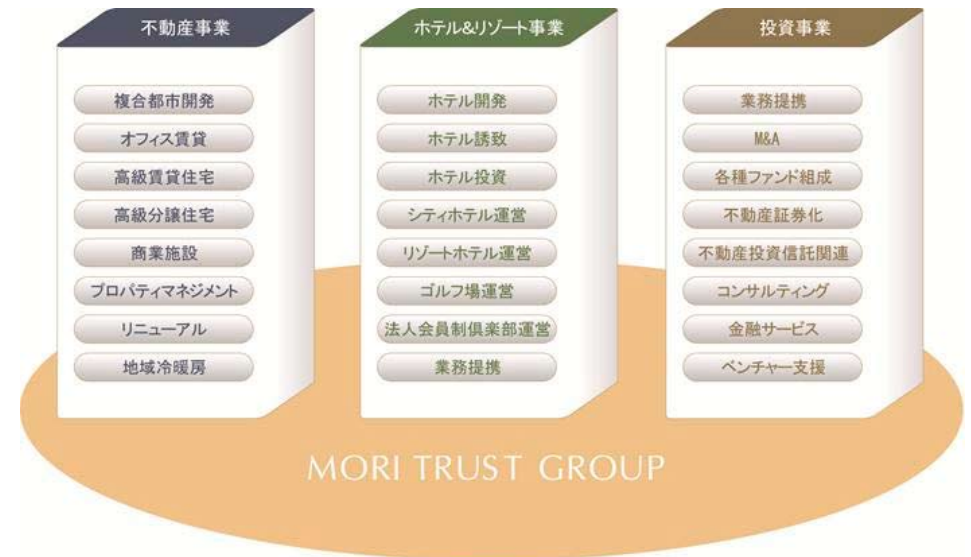 不動産事業
複合都市開発
オフィス賃貸
高級賃貸住宅
高級分譲住宅
商業施設
プロパティマネジメント
リニューアル
地域冷暖房
ホテル&リゾート事業
ホテル開発
ホテル誘致
ホテル投資
シティホテル運営
リゾートホテル運営
ゴルフ場運営
法人会員制倶楽部運営
業務提携
投資事業
業務提携
M&A
各種ファンド組成
不動産証券化
不動産投資信託関連
コンサルティング
金融サービス
ベンチャー支援
MORI TRUST GROUP